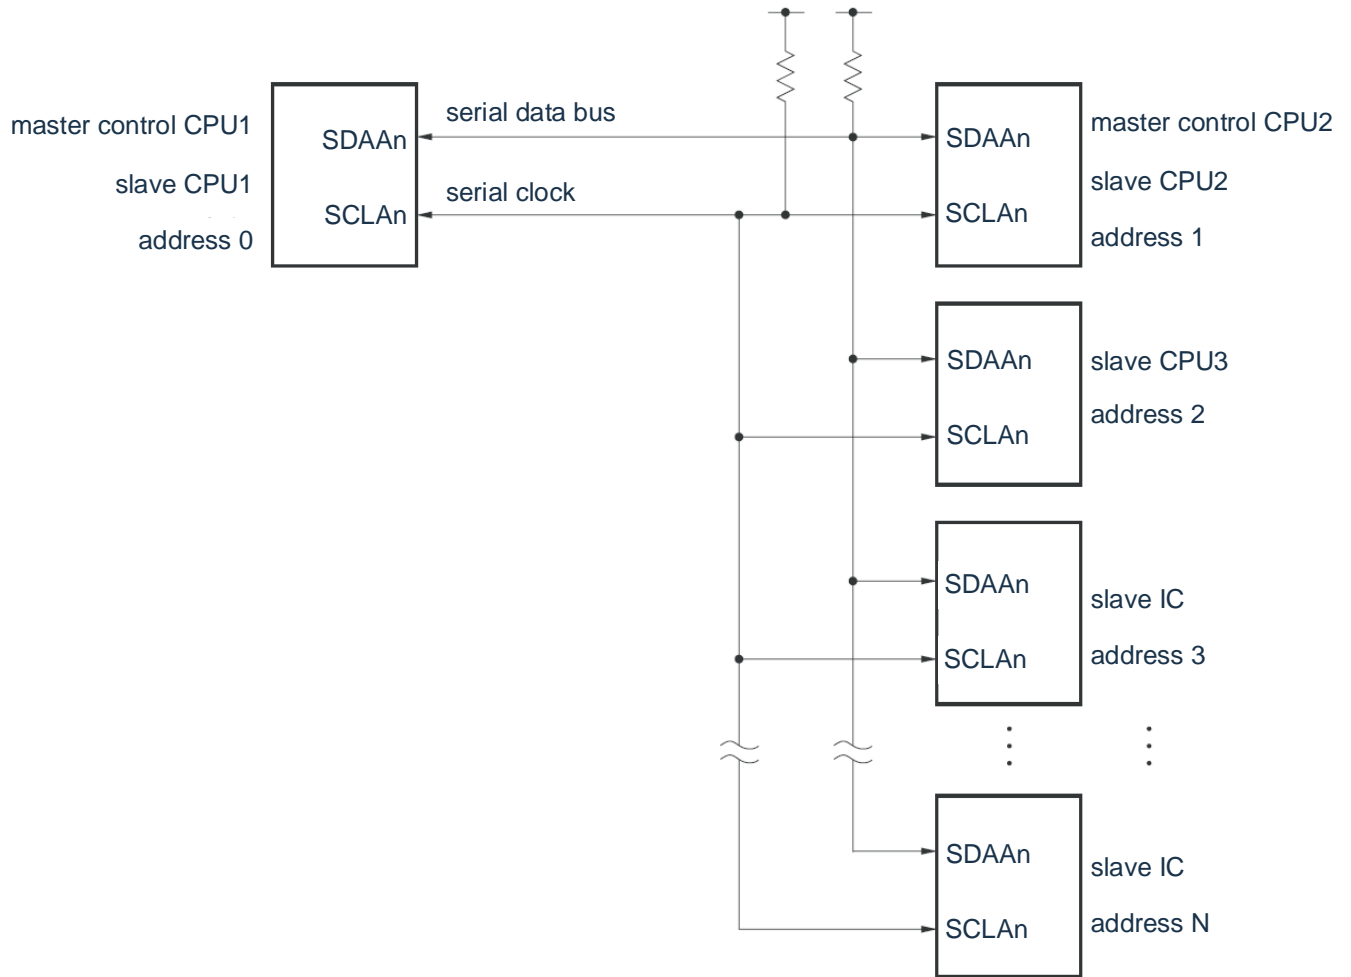 master control CPU1
slave CPU1
address 0
SDAAn
SCLAn
serial data bus
serial clock
SDAAn
SCLAn
master control CPU2
slave CPU2
address 1
SDAAn
SCLAn
slave CPU3
address 2
SDAAn
SCLAn
slave IC
address 3
SDAAn
SCLAn
slave IC
address N